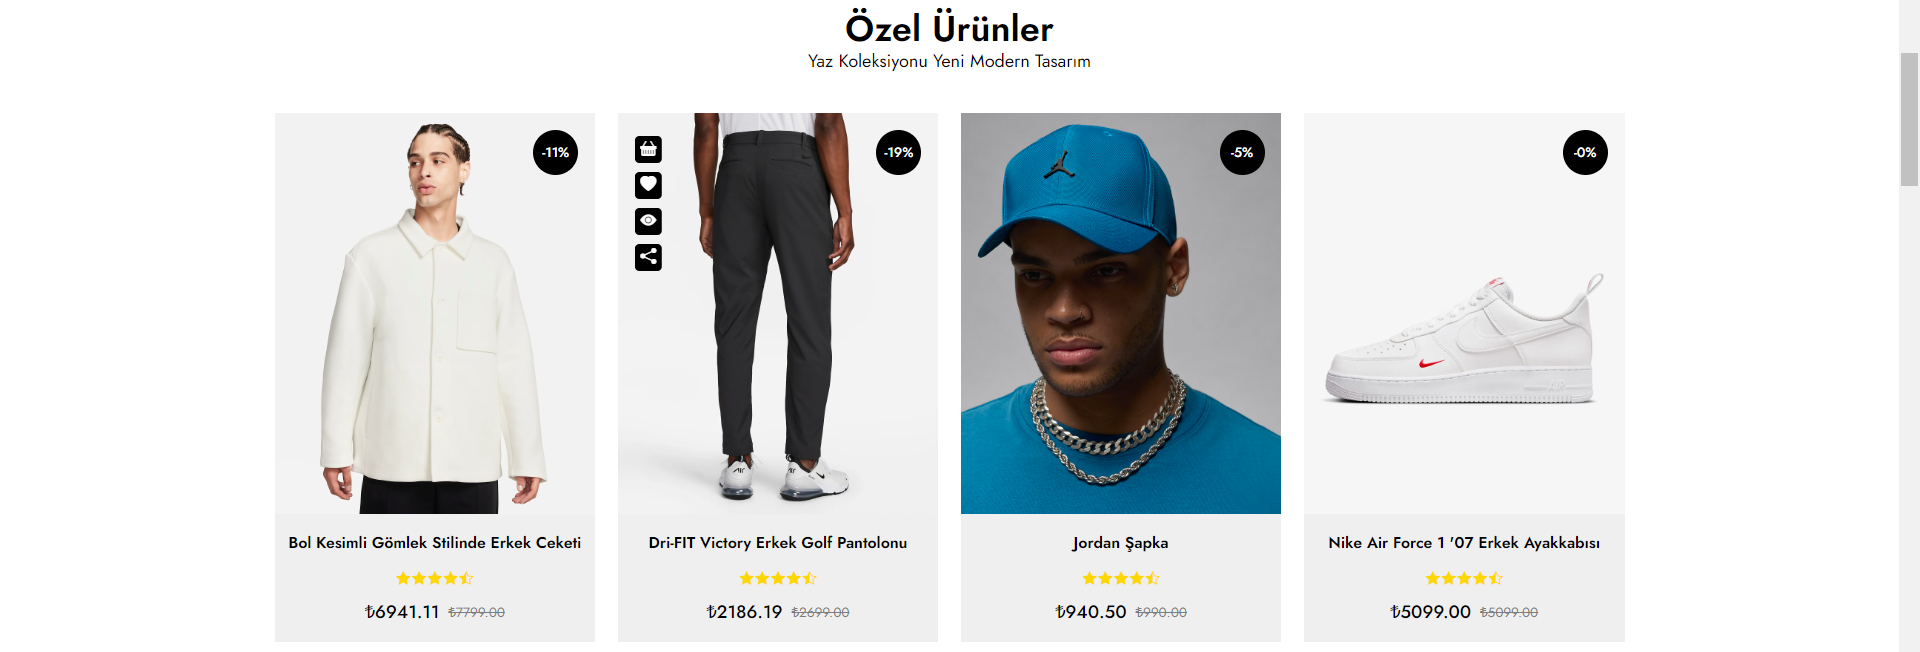 Özel Ürünler
Yaz Koleksiyonu Yeni Modern Tasarım
-11%
-19%
-5%
-0%
Bol Kesimli Gömlek Stilinde Erkek Ceketi
₺6941.11 ₺7799.00
Dri-FIT Victory Erkek Golf Pantolonu
₺2186.19 ₺2699.00
Jordan Şapka
₺940.50 ₺990.00
Nike Air Force 1 '07 Erkek Ayakkabısı
₺5099.00 ₺5099.00